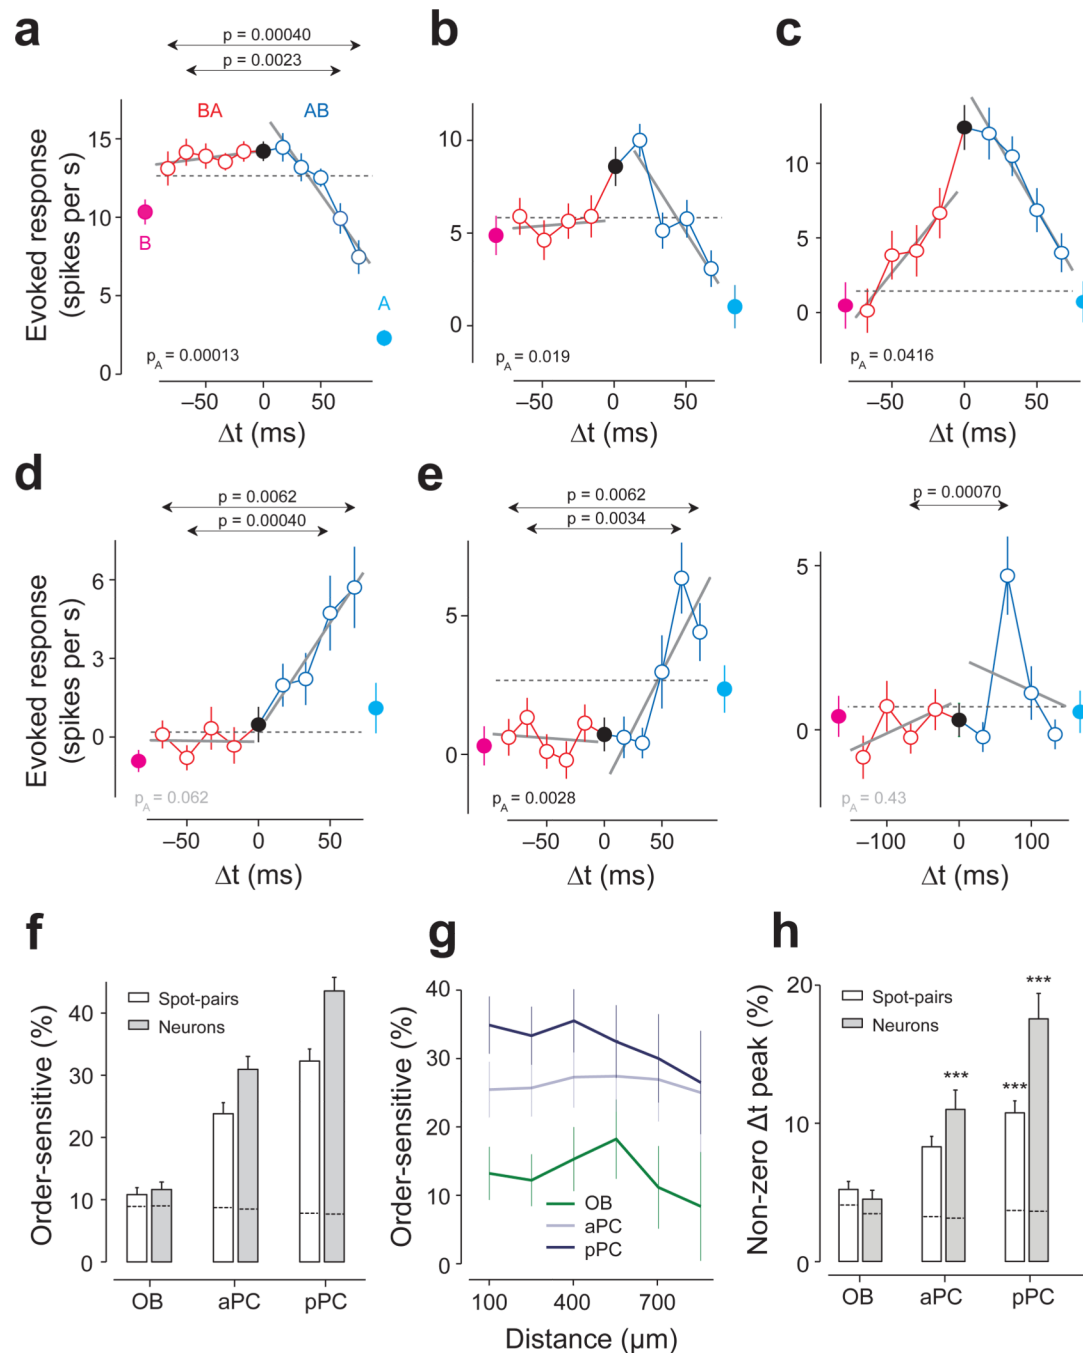 a
p = 0.00040
p = 0.0023
BA
AB
B
A
15
10
5
0
Evoked response
(spikes per s)
pA = 0.00013
−50
0
50
Δt (ms)
b
10
5
0
pA = 0.019
−50
0
50
Δt (ms)
c
10
5
0
pA = 0.0416
−50
0
50
Δt (ms)
d
p = 0.0062
p = 0.00040
6
3
0
Evoked response
(spikes per s)
pA = 0.062
−50
0
50
Δt (ms)
e
p = 0.0062
p = 0.0034
5
0
pA = 0.0028
−50
0
50
Δt (ms)
p = 0.00070
5
0
pA = 0.43
−100
0
100
Δt (ms)
f
Spot-pairs
Neurons
40
30
20
10
0
Order-sensitive (%)
OB
aPC
pPC
g
40
30
20
10
0
Order-sensitive (%)
OB
aPC
pPC
100
400
700
Distance (µm)
h
Spot-pairs
Neurons
20
10
0
Non-zero Δt peak (%)
***
***
***
OB
aPC
pPC